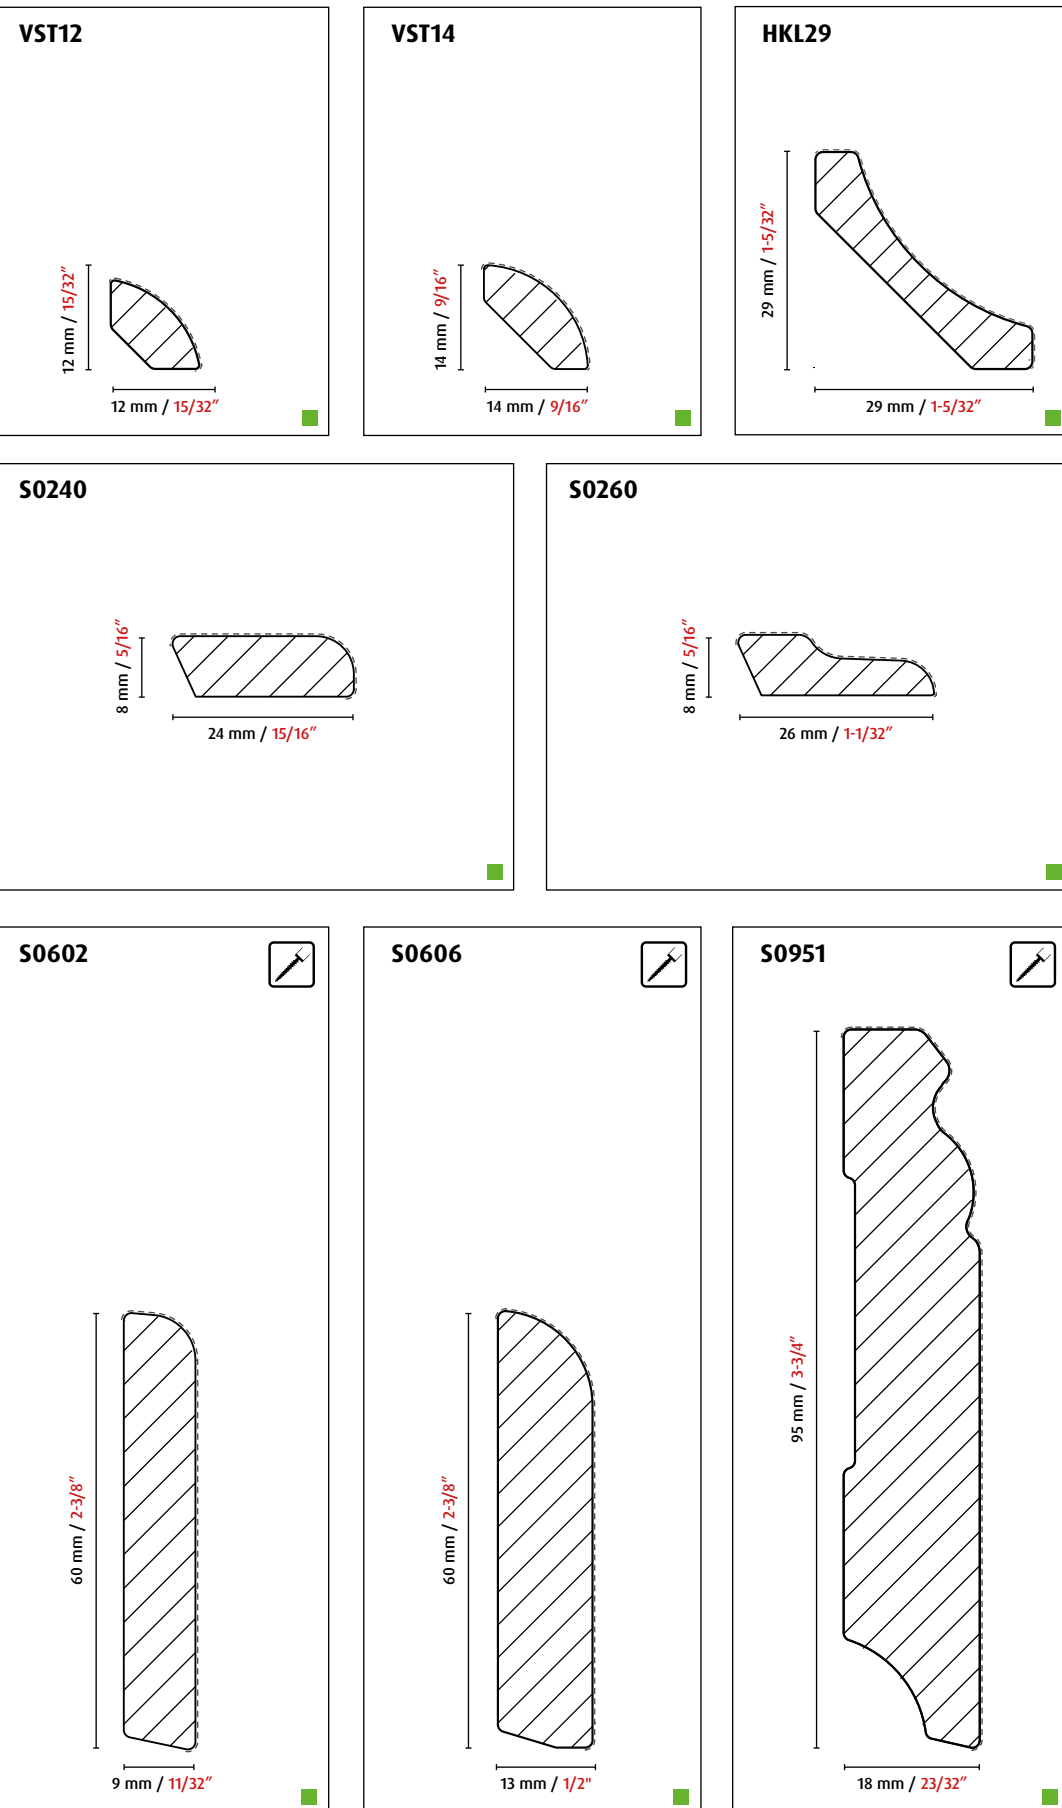 VST12
12 mm / 15/32″
12 mm / 15/32″
VST14
14 mm / 9/16″
14 mm / 9/16″
HKL29
29 mm / 1-5/32″
29 mm / 1-5/32″
S0240
8 mm / 5/16″
24 mm / 15/16″
S0260
8 mm / 5/16″
26 mm / 1-1/32″
S0602
60 mm / 2-3/8″
9 mm / 11/32″
S0606
60 mm / 2-3/8″
13 mm / 1/2"
S0951
95 mm / 3-3/4″
18 mm / 23/32″